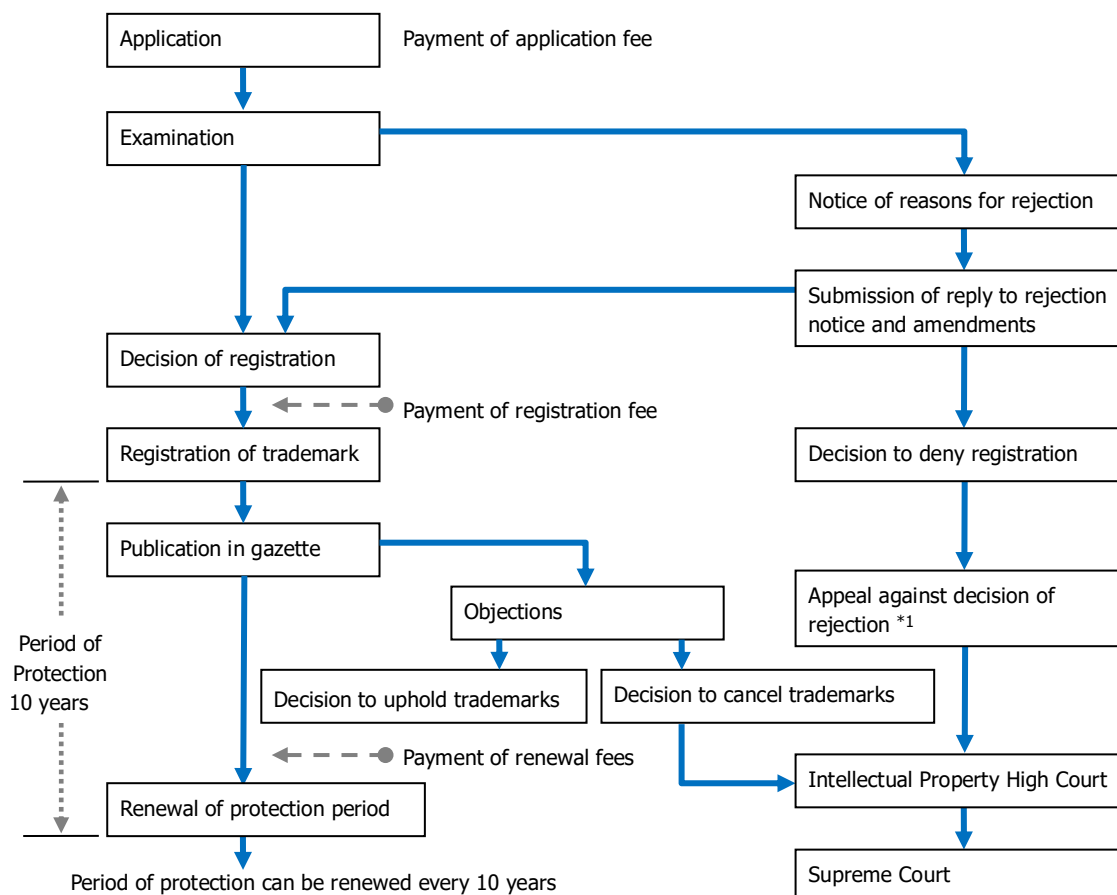 Application
Payment of application fee
Examination
Notice of reasons for rejection
Submission of reply to rejection
notice and amendments
Decision of registration
Payment of registration fee
Registration of trademark
Decision to deny registration
Publication in gazette
Objections
Appeal against decision of
rejection *1
Period of
Protection
10 years
Decision to uphold trademarks
Decision to cancel trademarks
Payment of renewal fees
Intellectual Property High Court
Renewal of protection period
Supreme Court
Period of protection can be renewed every 10 years